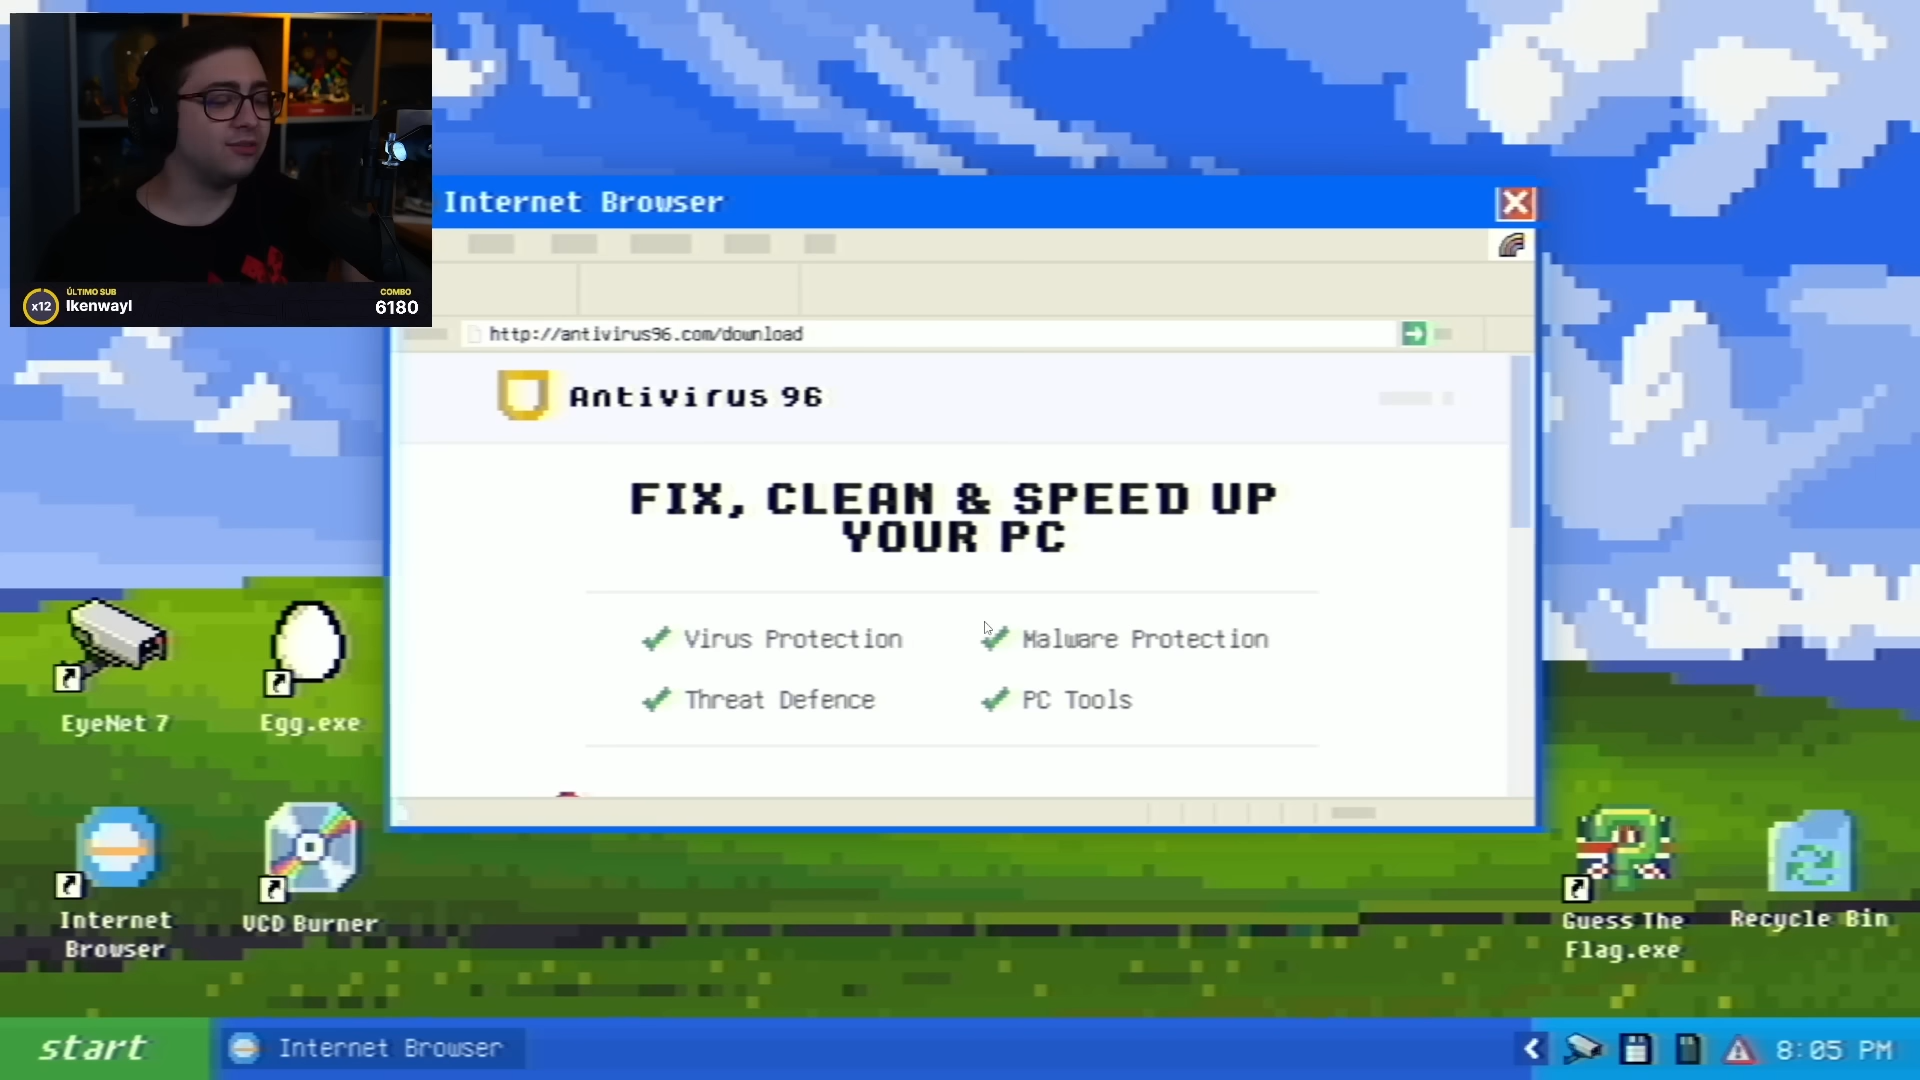 x12
ÚLTIMO SUB
Ikenwayl
COMBO
6180
Internet Browser
http://antivirus96.com/download
Antivirus 96
FIX, CLEAN & SPEED UP
YOUR PC
Virus Protection
Malware Protection
Threat Defence
PC Tools
EyeNet 7
Egg.exe
Internet
Browser
VCD Burner
Guess The
Flag.exe
Recycle Bin
start
Internet Browser
8:05 PM